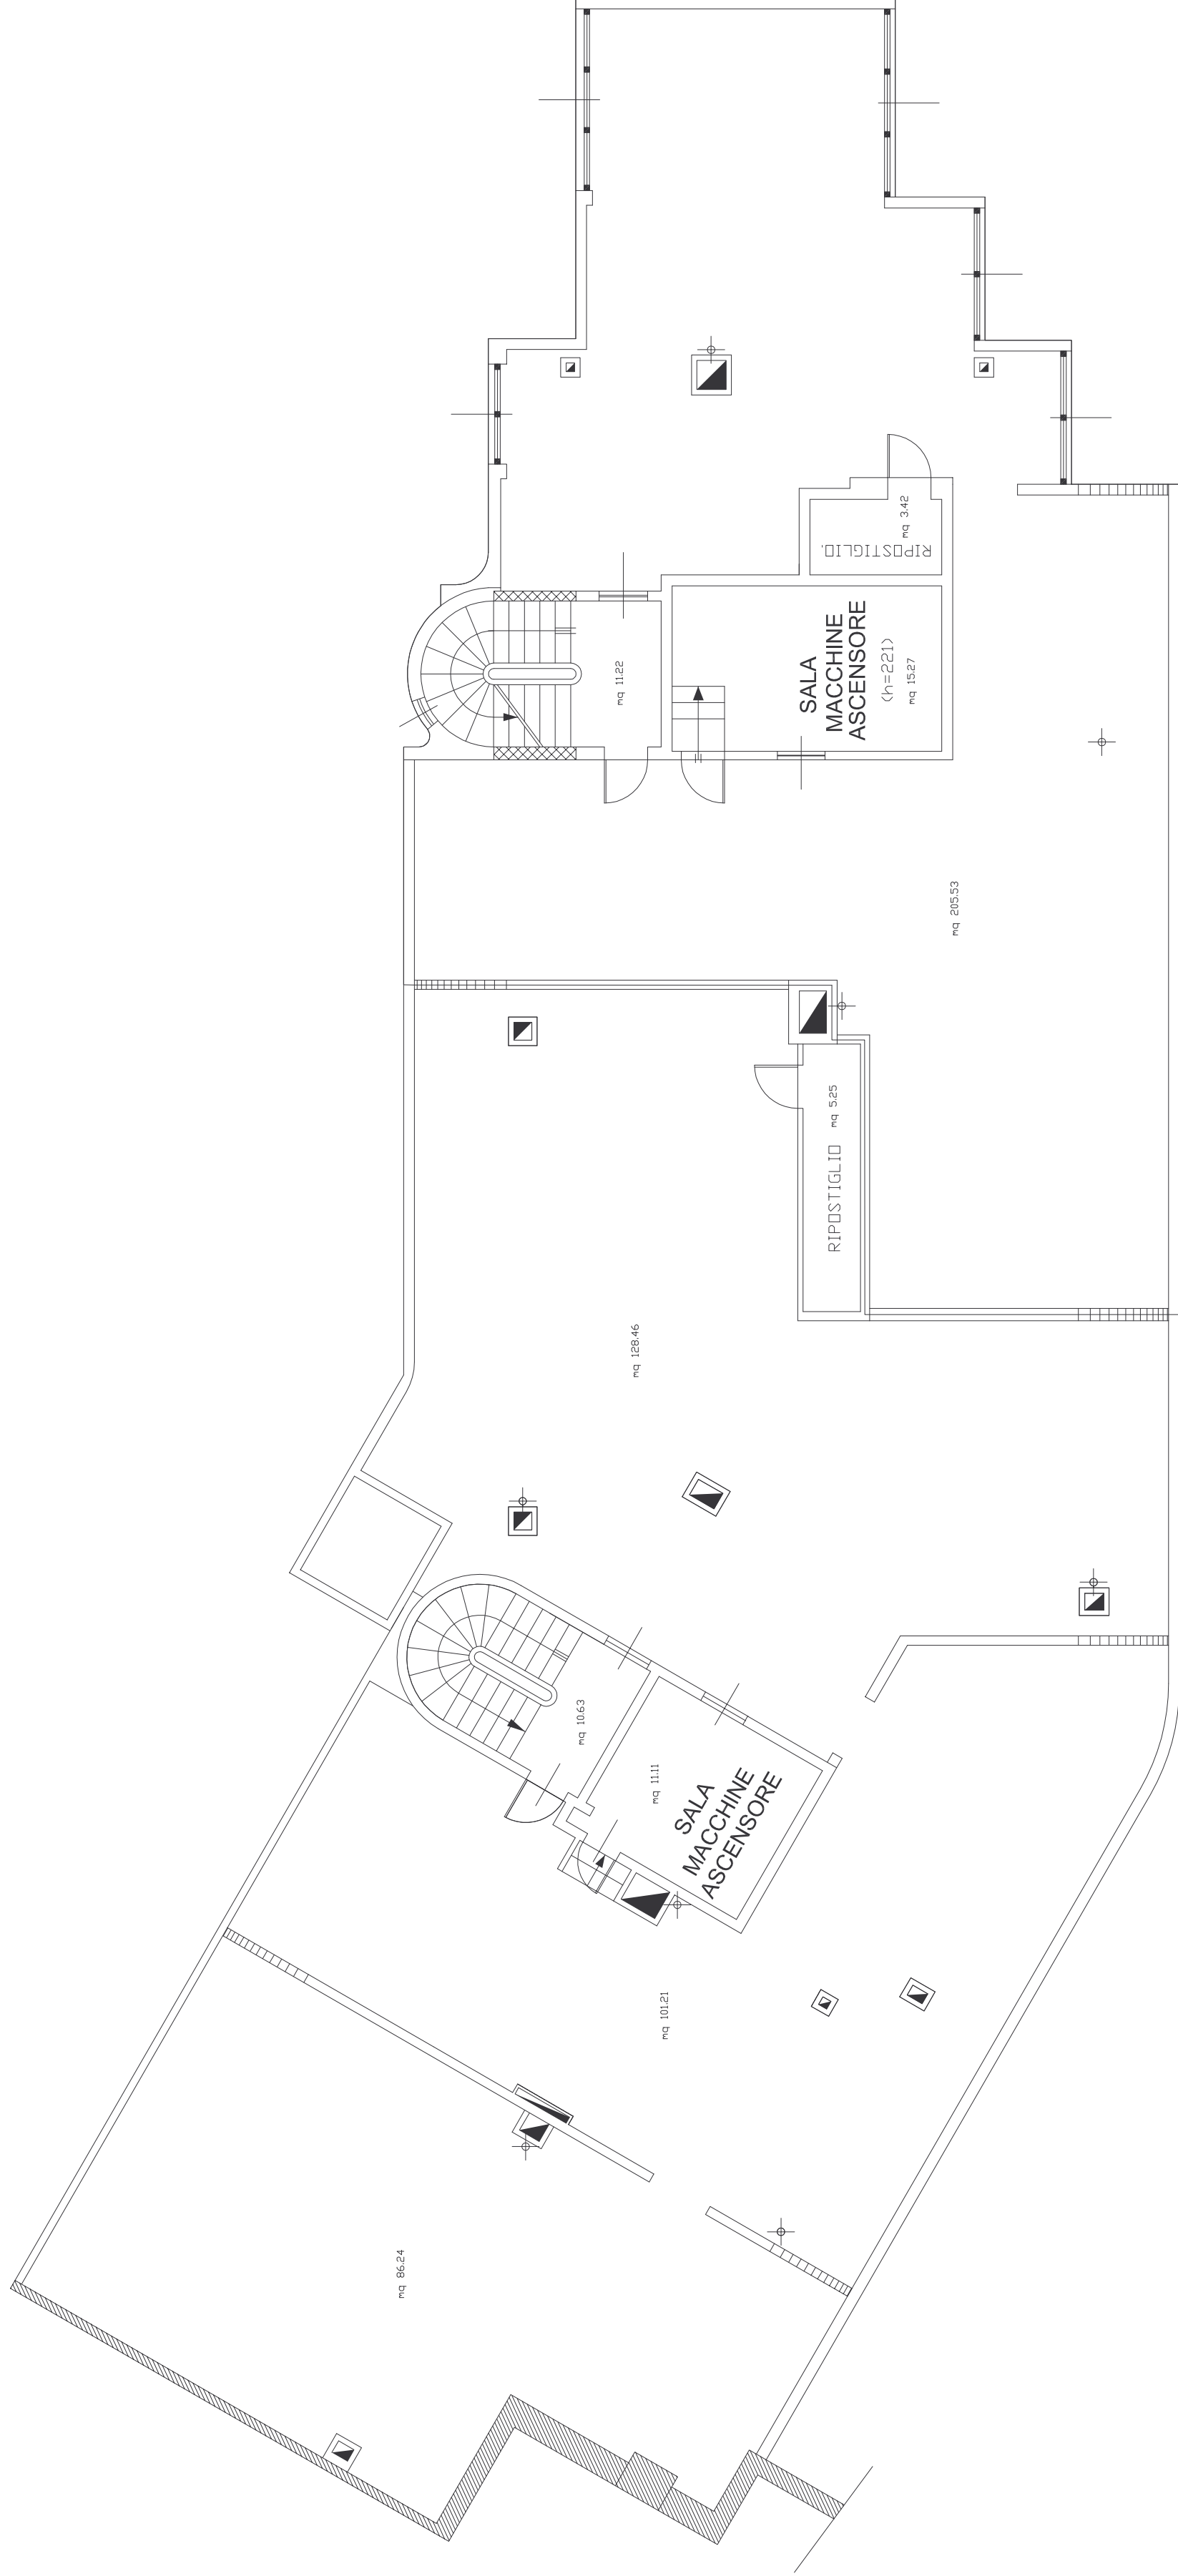 mq 3.42
RIPOSTIGLIO.
mq 11.22
SALA
MACCHINE
ASCENSORE
(h=221)
mq 15.27
mq 205.53
RIPOSTIGLIO mq 5.25
mq 128.46
mq 10.63
mq 11.11
SALA
MACCHINE
ASCENSORE
mq 101.21
mq 86.24